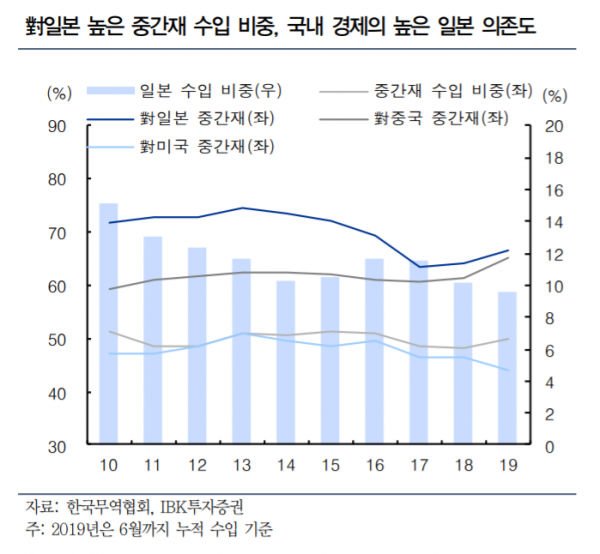 對일본 높은 중간재 수입 비중, 국내 경제의 높은 일본 의존도
(%) 일본 수입 비중(우) 중간재 수입 비중(좌) (%)
對일본 중간재(좌) 對중국 중간재(좌)
對미국 중간재(좌)
90 20
18
80 16
70 14
12
60 10
50 8
6
40 4
2
30 0
10 11 12 13 14 15 16 17 18 19
자료: 한국무역협회, IBK투자증권
주: 2019년은 6월까지 누적 수입 기준